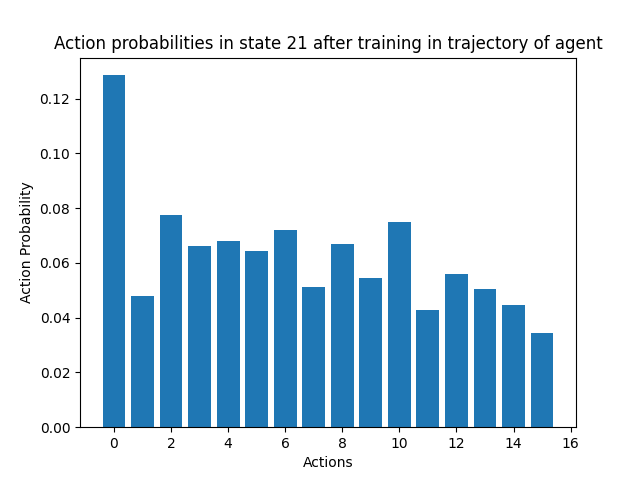 Action probabilities in state 21 after training in trajectory of agent
0.12
0.10
0.08
0.06
0.04
0.02
0.00
Action Probability
0 2 4 6 8 10 12 14 16
Actions